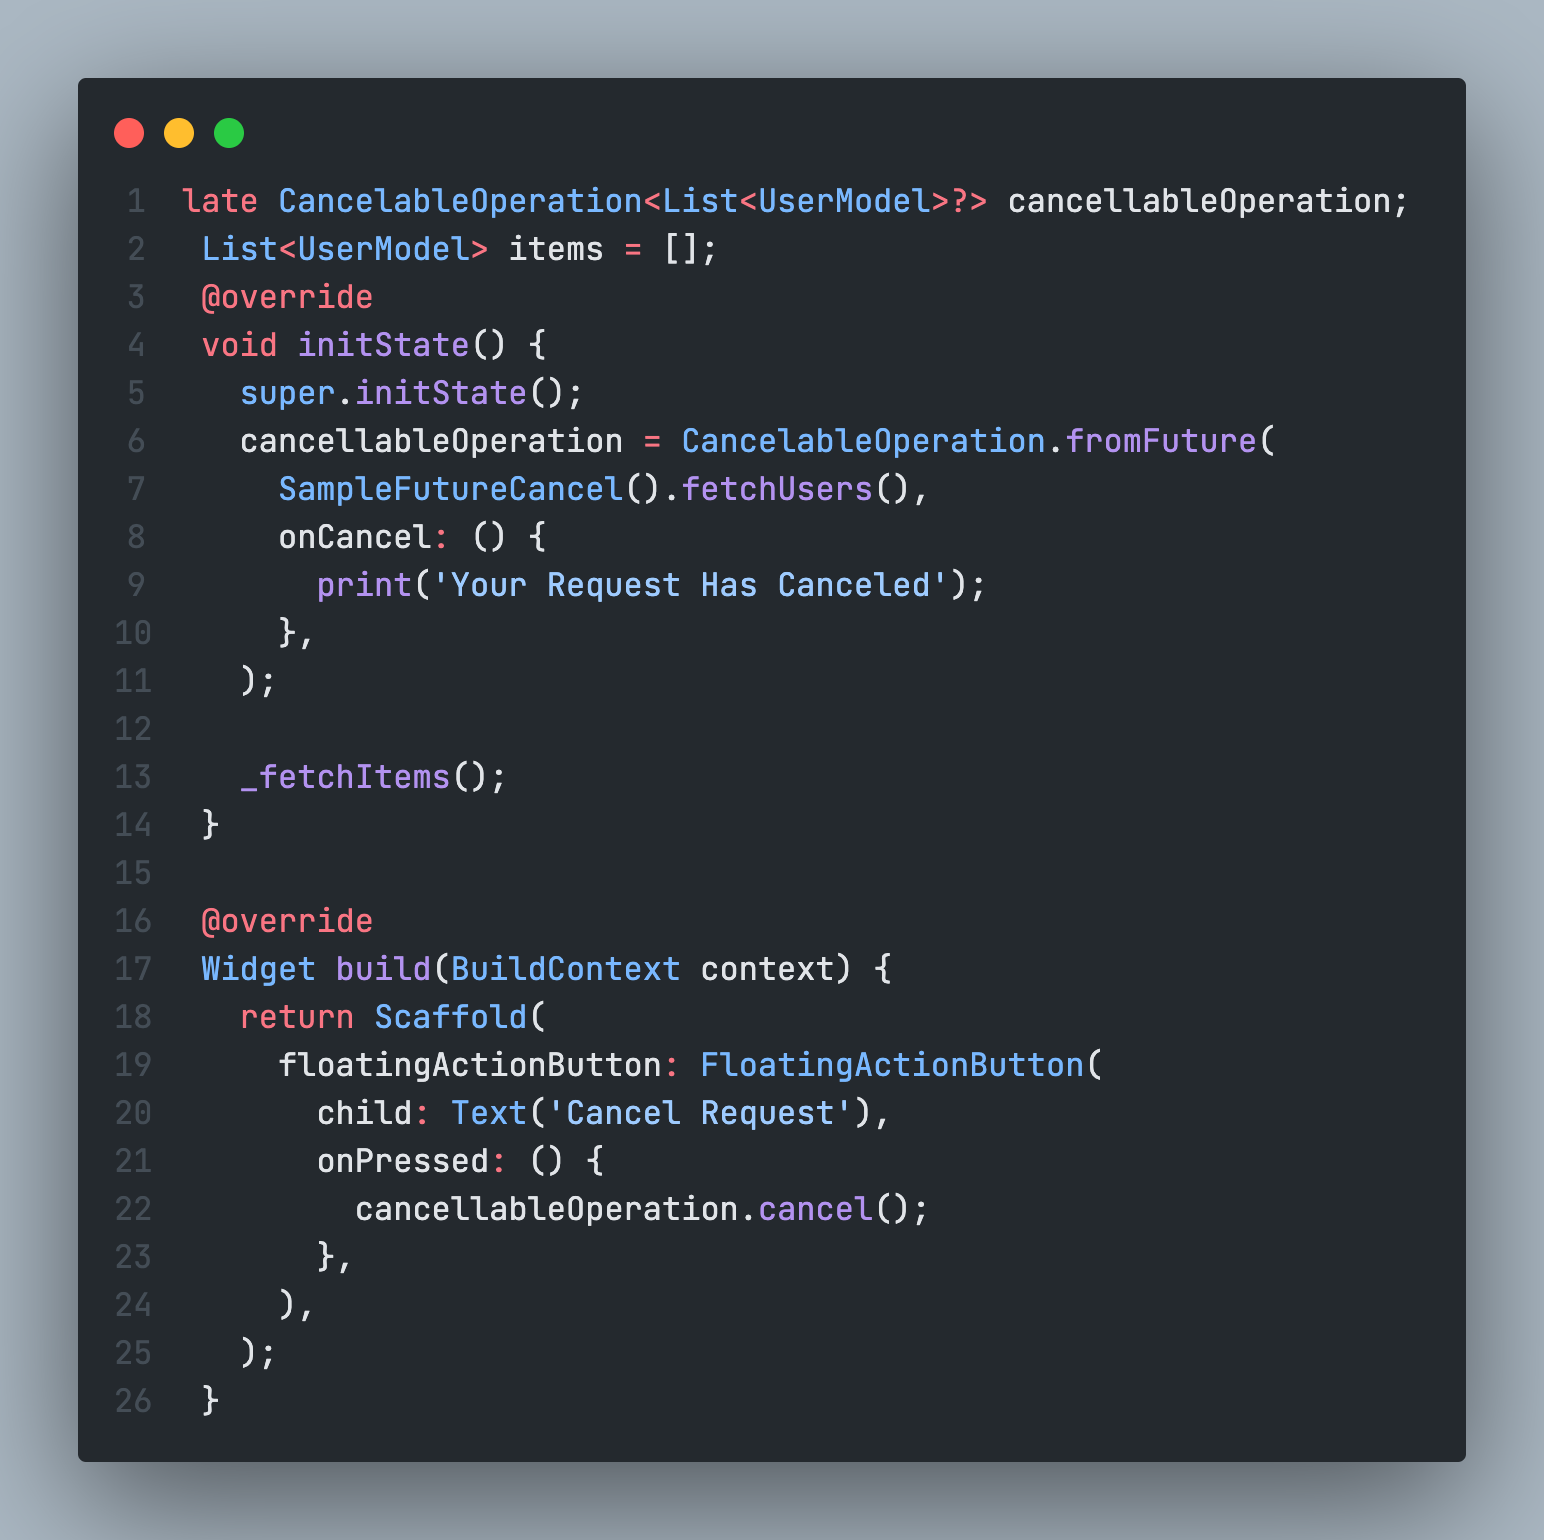 1 late CancelableOperation<List<UserModel>?> cancellableOperation;
2  List<UserModel> items = [];
3  @override
4  void initState() {
5    super.initState();
6    cancellableOperation = CancelableOperation.fromFuture(
7      SampleFutureCancel().fetchUsers(),
8      onCancel: () {
9        print('Your Request Has Canceled');
10      },
11    );
12
13    _fetchItems();
14  }
15
16  @override
17  Widget build(BuildContext context) {
18    return Scaffold(
19      floatingActionButton: FloatingActionButton(
20        child: Text('Cancel Request'),
21        onPressed: () {
22          cancellableOperation.cancel();
23        },
24      ),
25    );
26  }